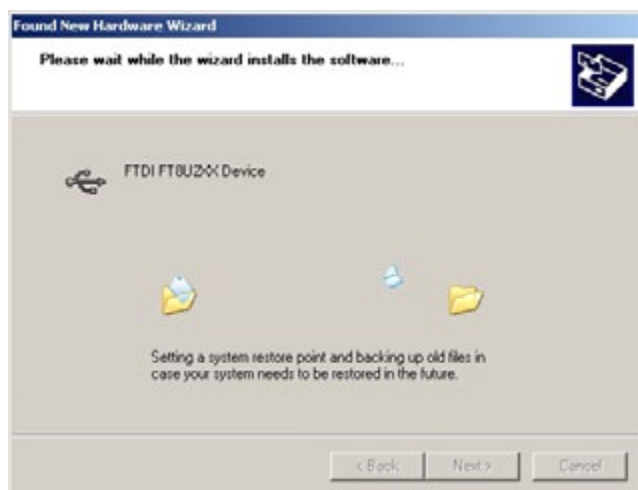 Found New Hardware Wizard
Please wait while the wizard installs the software...
FTDI FT8U2XX Device
Setting a system restore point and backing up old files in
case your system needs to be restored in the future.
< Back
Next >
Cancel